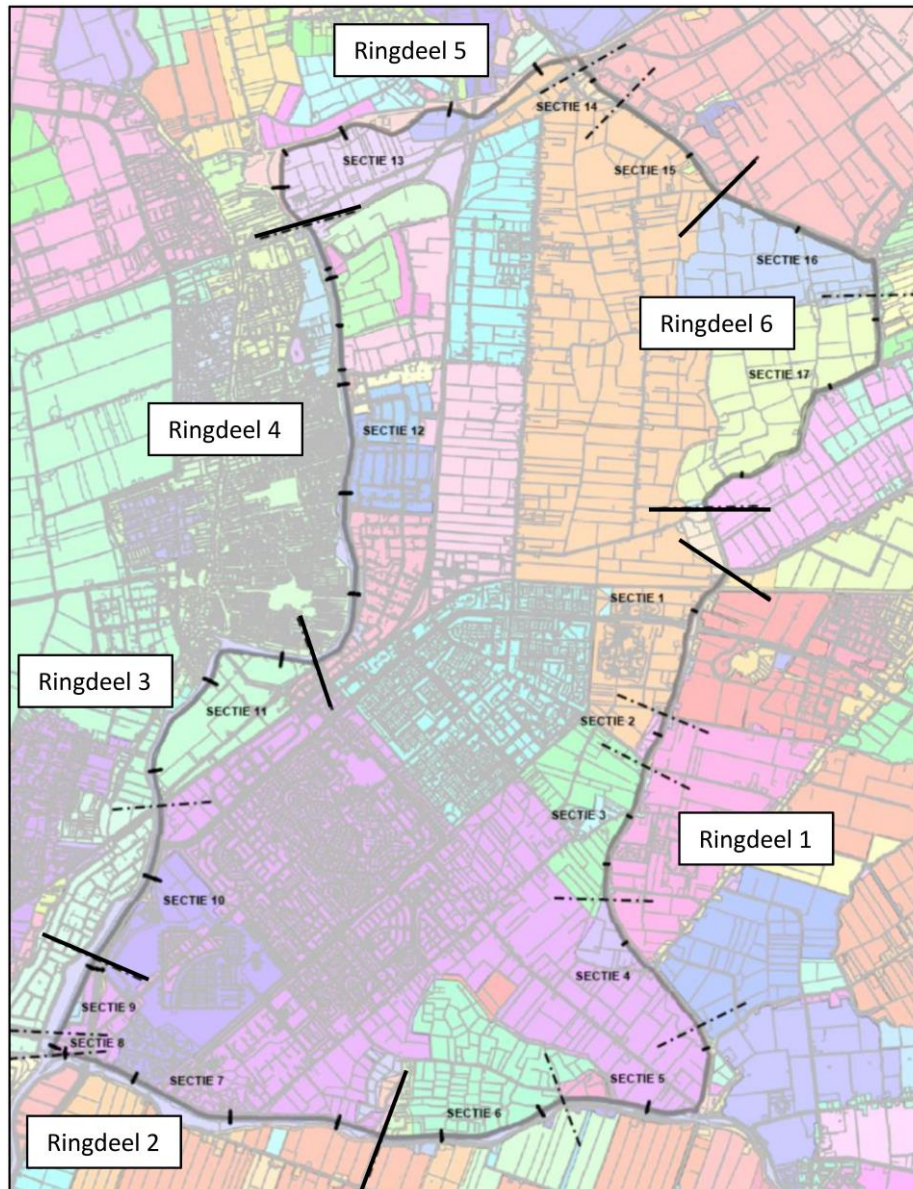 Ringdeel 5
SECTIE 14
SECTIE 13
SECTIE 15
SECTIE 16
Ringdeel 6
SECTIE 17
Ringdeel 4
SECTIE 12
SECTIE 1
Ringdeel 3
SECTIE 11
SECTIE 2
SECTIE 3
Ringdeel 1
SECTIE 10
SECTIE 4
SECTIE 9
SECTIE 8
SECTIE 7
SECTIE 5
SECTIE 6
Ringdeel 2